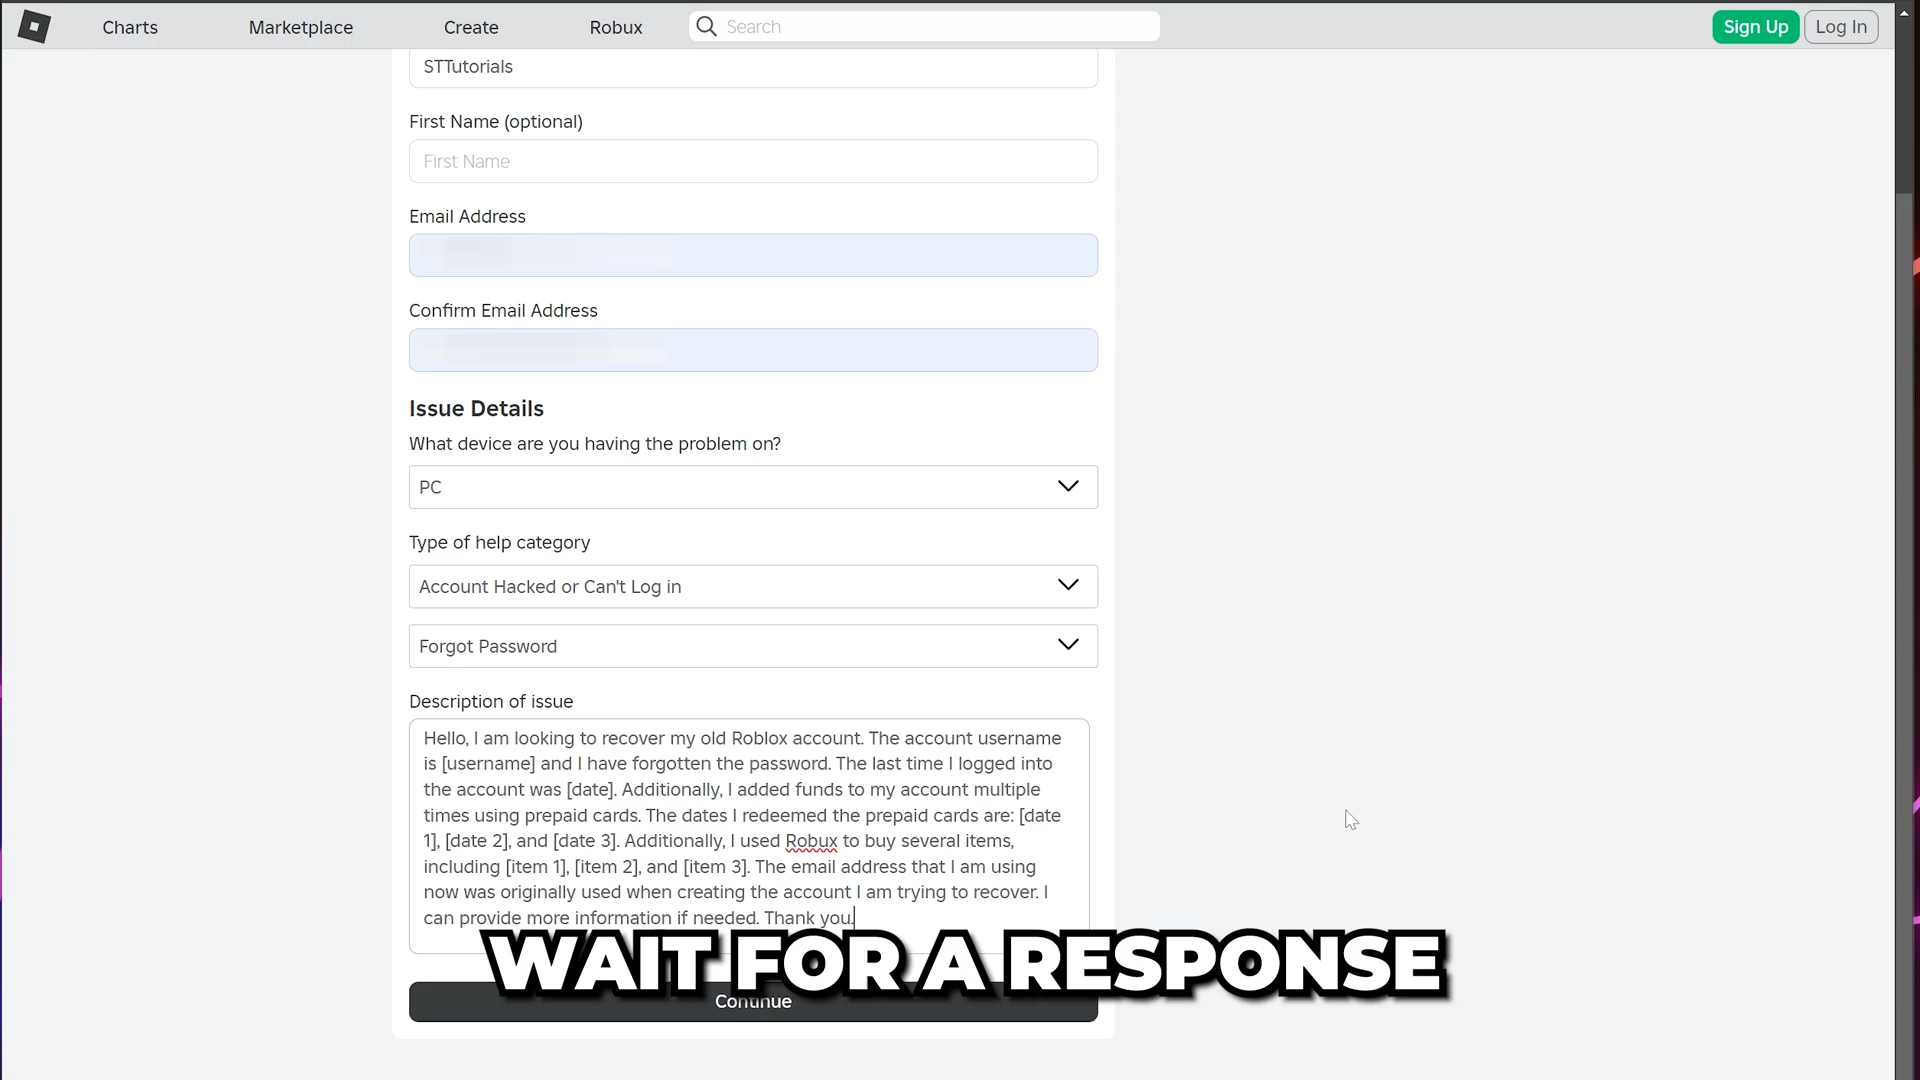 Charts
Marketplace
Create
Robux
Search
Sign Up
Log In
STTutorials
First Name (optional)
First Name
Email Address
Confirm Email Address
Issue Details
What device are you having the problem on?
PC
Type of help category
Account Hacked or Can't Log in
Forgot Password
Description of issue
Hello, I am looking to recover my old Roblox account. The account username
is [username] and I have forgotten the password. The last time I logged into
the account was [date]. Additionally, I added funds to my account multiple
times using prepaid cards. The dates I redeemed the prepaid cards are: [date
1], [date 2], and [date 3]. Additionally, I used Robux to buy several items,
including [item 1], [item 2], and [item 3]. The email address that I am using
now was originally used when creating the account I am trying to recover. I
can provide more information if needed. Thank you.
WAIT FOR A RESPONSE
Continue